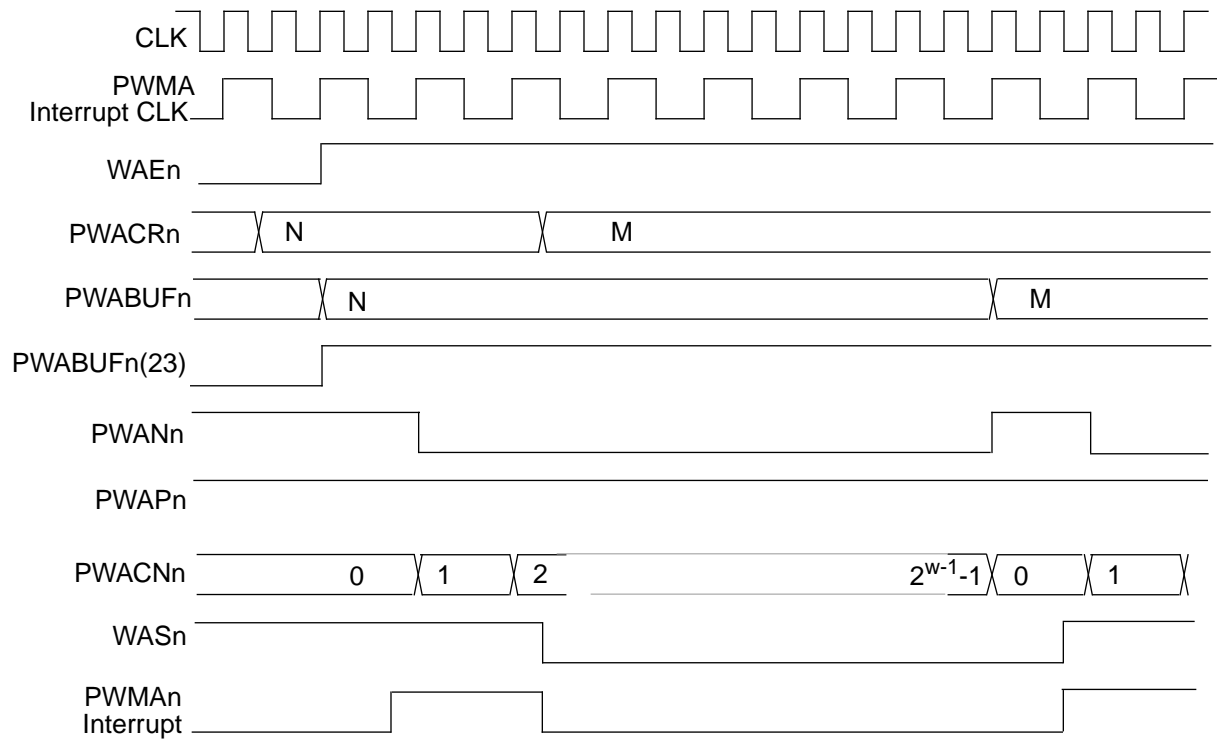 CLK
PWMA
Interrupt CLK
WAEn
PWACRn N M
PWABUFn N M
PWABUFn(23)
PWANn
PWAPn
PWACNn 0 1 2 2^w-1-1 0 1
WASn
PWMAn
Interrupt